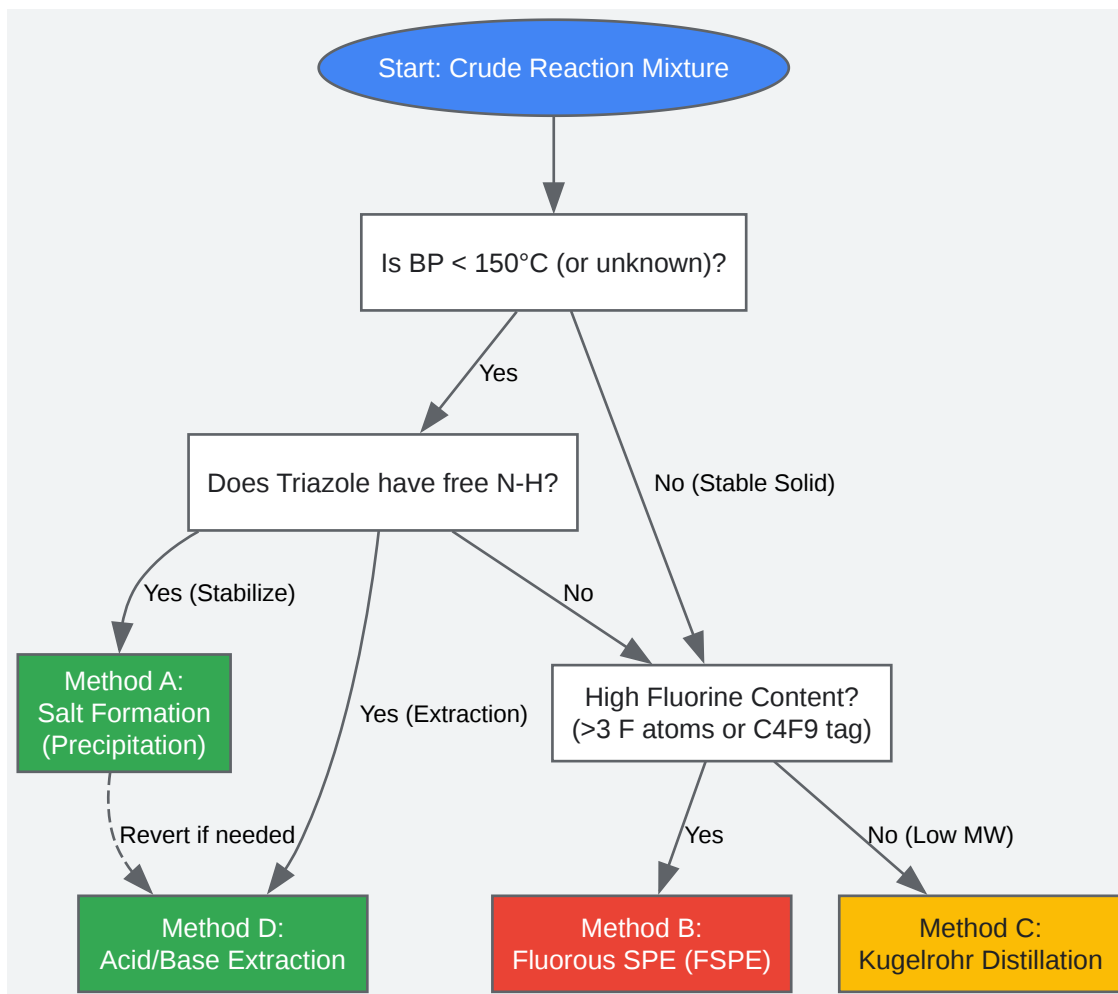 Start: Crude Reaction Mixture
Is BP < 150°C (or unknown)?
Yes
Does Triazole have free N-H?
No (Stable Solid)
Yes (Stabilize)
No
Method A:
Salt Formation
(Precipitation)
Yes (Extraction)
High Fluorine Content?
(>3 F atoms or C4F9 tag)
Revert if needed
Yes
No (Low MW)
Method D:
Acid/Base Extraction
Method B:
Fluorous SPE (FSPE)
Method C:
Kugelrohr Distillation